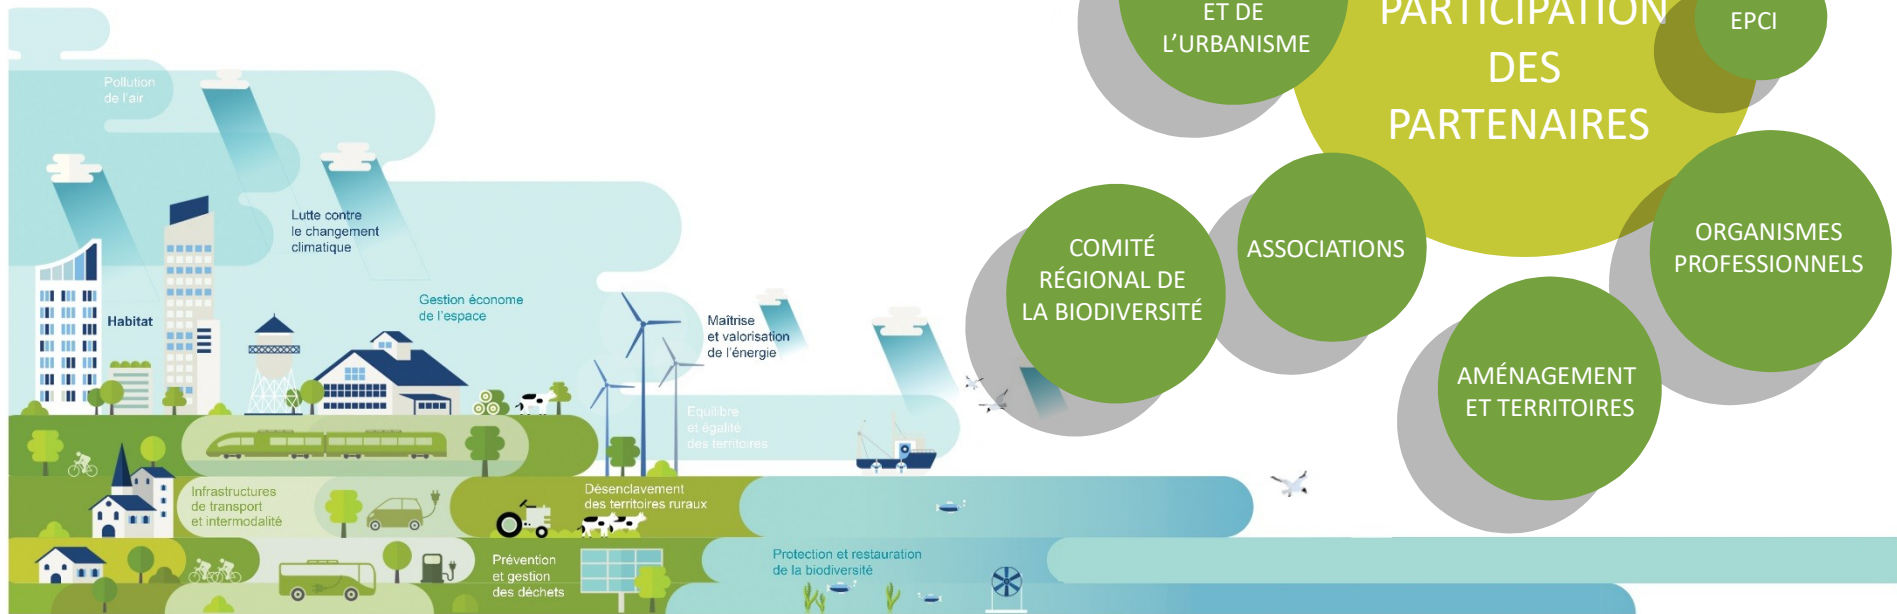 Pollution
de l'air
Lutte contre
le changement
climatique
Habitat
Gestion économe
de l'espace
Maîtrise
et valorisation
de l'énergie
Equilibre
et égalité
des territoires
Infrastructures
de transport
et intermodalité
Désenclavement
des territoires ruraux
Prévention
et gestion
des déchets
Protection et restauration
de la biodiversité
ET DE
L'URBANISME
PARTICIPATION
DES
PARTENAIRES
EPCI
COMITÉ
RÉGIONAL DE
LA BIODIVERSITÉ
ASSOCIATIONS
ORGANISMES
PROFESSIONNELS
AMÉNAGEMENT
ET TERRITOIRES